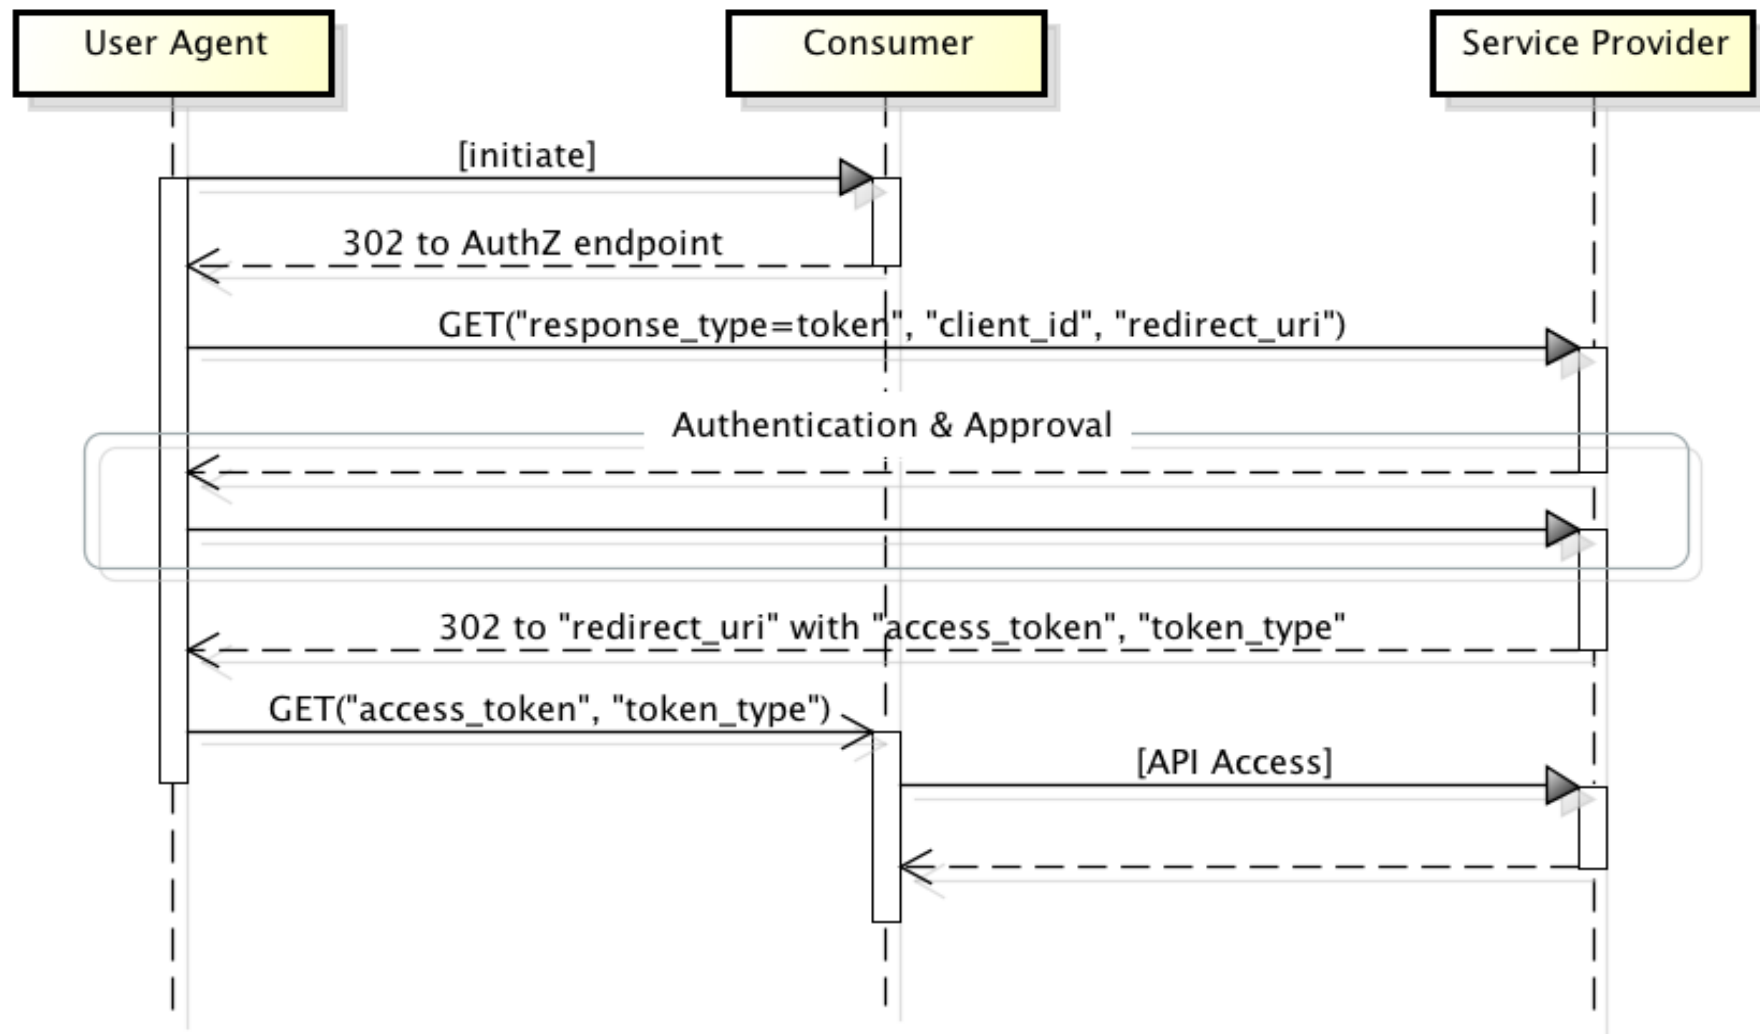 User Agent
Consumer
Service Provider
[initiate]
302 to AuthZ endpoint
GET("response_type=token", "client_id", "redirect_uri")
Authentication & Approval
302 to "redirect_uri" with "access_token", "token_type"
GET("access_token", "token_type")
[API Access]